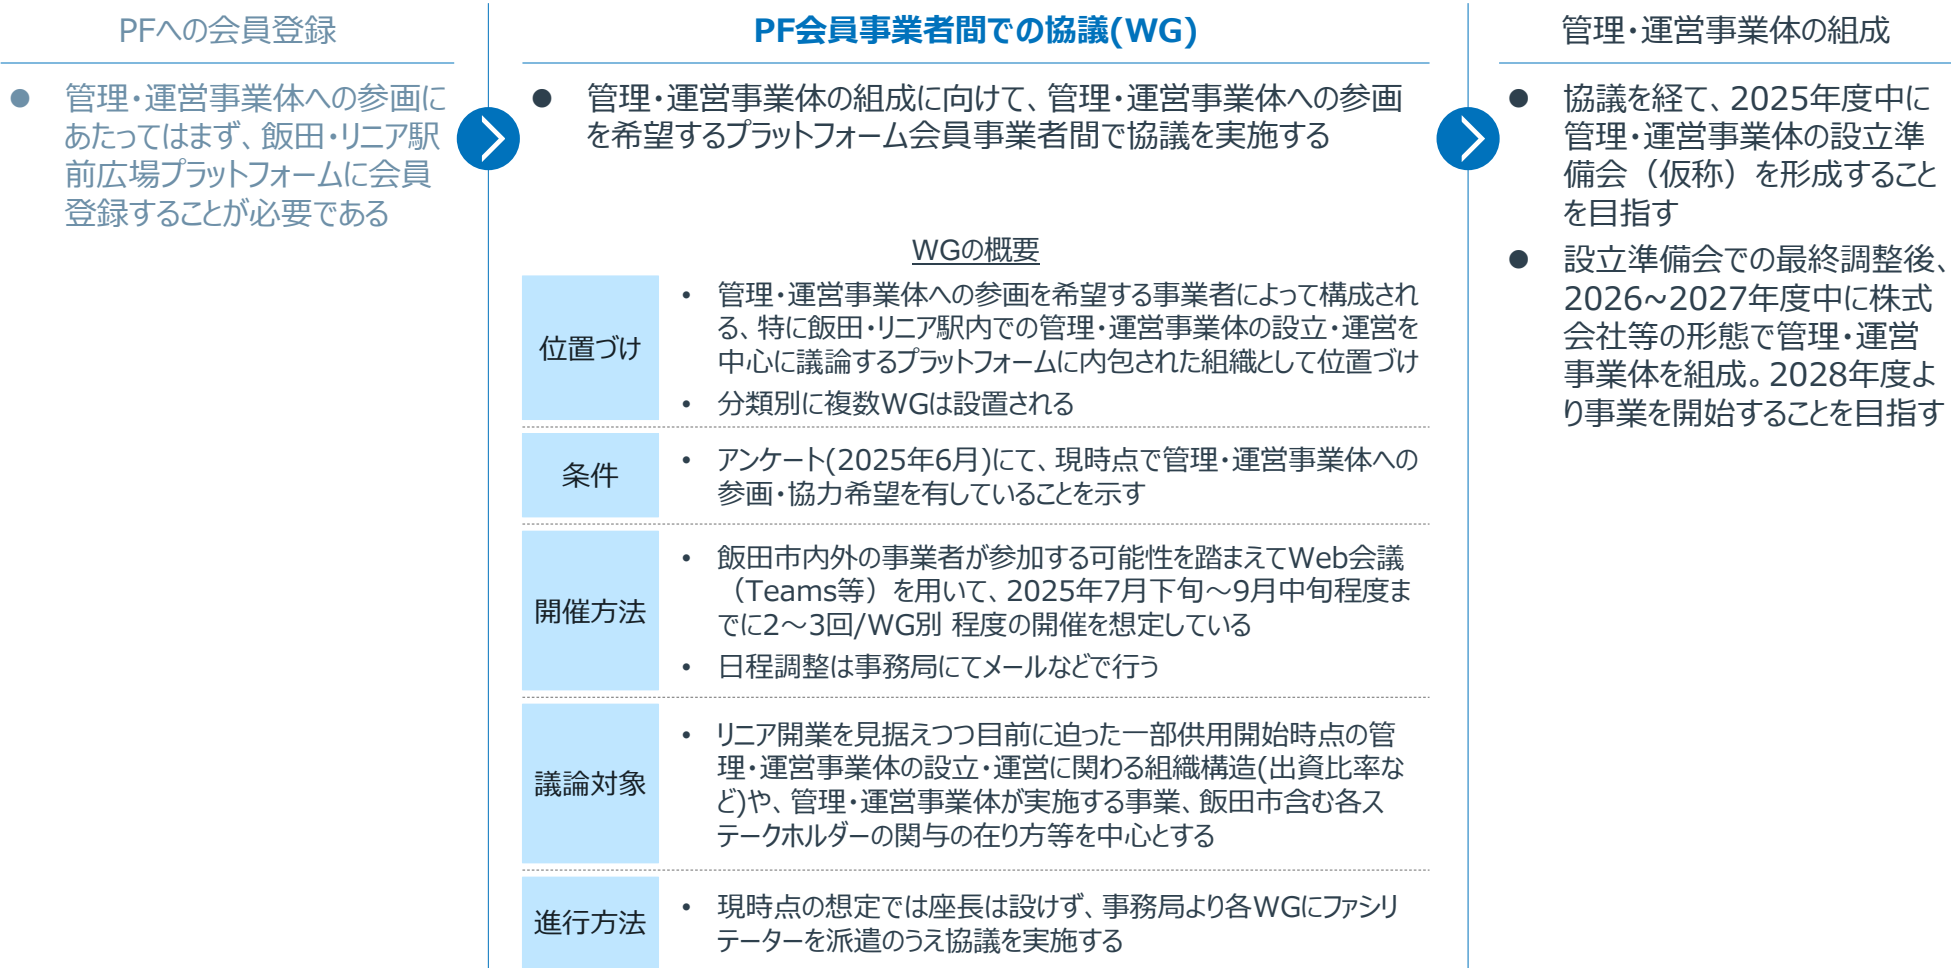 PFへの会員登録
管理・運営事業体への参画に
あたってはまず、飯田・リニア駅
前広場プラットフォームに会員
登録することが必要である
PF会員事業者間での協議(WG)
管理・運営事業体の組成に向けて、管理・運営事業体への参画
を希望するプラットフォーム会員事業者間で協議を実施する
WGの概要
位置づけ
管理・運営事業体への参画を希望する事業者によって構成され
る、特に飯田・リニア駅内での管理・運営事業体の設立・運営を
中心に議論するプラットフォームに内包された組織として位置づけ
分類別に複数WGは設置される
条件
アンケート(2025年6月)にて、現時点で管理・運営事業体への
参画・協力希望を有していることを示す
開催方法
飯田市内外の事業者が参加する可能性を踏まえてWeb会議
（Teams等）を用いて、2025年7月下旬～9月中旬程度ま
でに2～3回/WG別 程度の開催を想定している
日程調整は事務局にてメールなどで行う
議論対象
リニア開業を見据えつつ目前に迫った一部供用開始時点の管
理・運営事業体の設立・運営に関わる組織構造(出資比率な
ど)や、管理・運営事業体が実施する事業、飯田市含む各ス
テークホルダーの関与の在り方等を中心とする
進行方法
現時点の想定では座長は設けず、事務局より各WGにファシリ
テーターを派遣のうえ協議を実施する
管理・運営事業体の組成
協議を経て、2025年度中に
管理・運営事業体の設立準
備会（仮称）を形成すること
を目指す
設立準備会での最終調整後、
2026~2027年度中に株式
会社等の形態で管理・運営
事業体を組成。2028年度よ
り事業を開始することを目指す